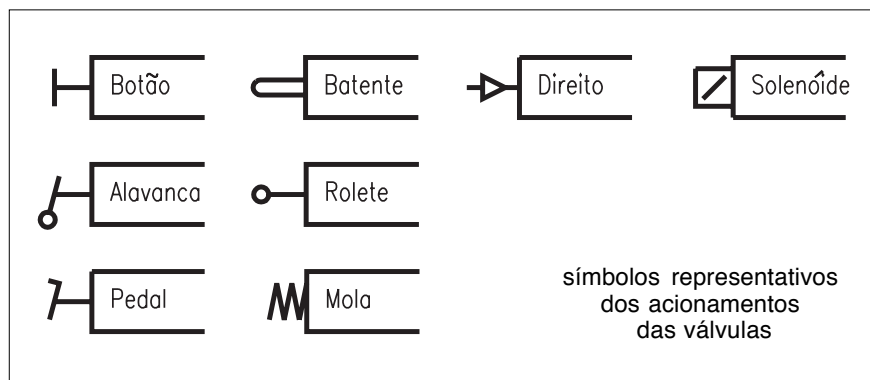 Botão
Batente
Direito
Solenóide
Alavanca
Rolete
Pedal
Mola
símbolos representativos
dos acionamentos
das válvulas